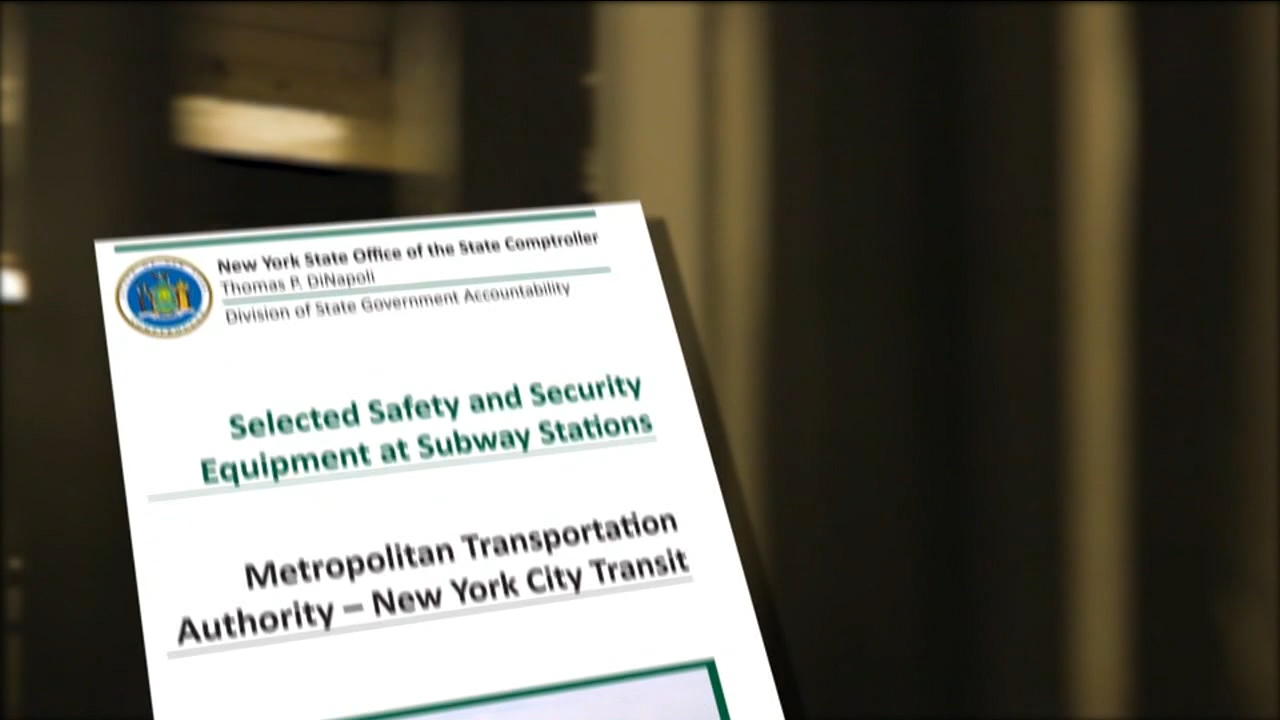 New York State Office of the State Comptroller
Thomas P. DiNapoli
Division of State Government Accountability
Selected Safety and Security
Equipment at Subway Stations
Metropolitan Transportation
Authority – New York City Transit